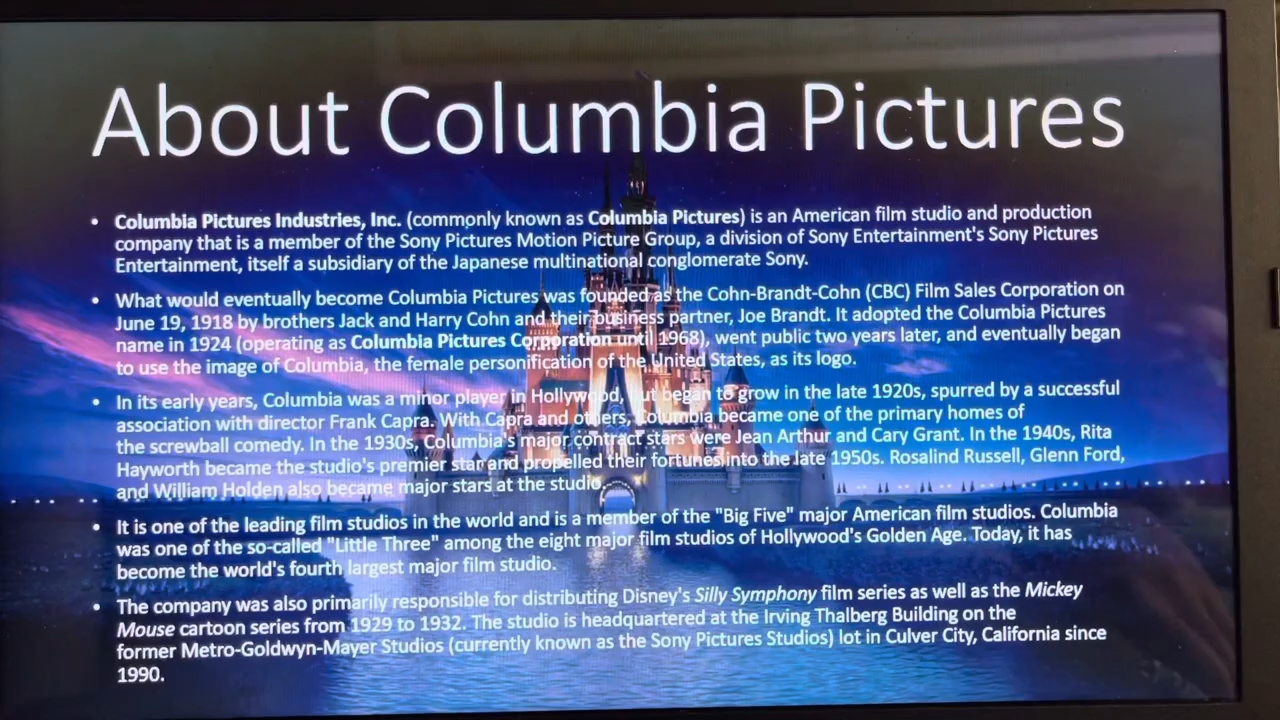 About Columbia Pictures
• Columbia Pictures Industries, Inc. (commonly known as Columbia Pictures) is an American film studio and production
company that is a member of the Sony Pictures Motion Picture Group, a division of Sony Entertainment's Sony Pictures
Entertainment, itself a subsidiary of the Japanese multinational conglomerate Sony.
• What would eventually become Columbia Pictures was founded as the Cohn-Brandt-Cohn (CBC) Film Sales Corporation on
June 19, 1918 by brothers Jack and Harry Cohn and their business partner, Joe Brandt. It adopted the Columbia Pictures
name in 1924 (operating as Columbia Pictures Corporation until 1968), went public two years later, and eventually began
to use the image of Columbia, the female personification of the United States, as its logo.
• In its early years, Columbia was a minor player in Hollywood, but began to grow in the late 1920s, spurred by a successful
association with director Frank Capra. With Capra and others, Columbia became one of the primary homes of
the screwball comedy. In the 1930s, Columbia's major contract stars were Jean Arthur and Cary Grant. In the 1940s, Rita
Hayworth became the studio's premier star and propelled their fortunes into the late 1950s. Rosalind Russell, Glenn Ford,
and William Holden also became major stars at the studio.
• It is one of the leading film studios in the world and is a member of the "Big Five" major American film studios. Columbia
was one of the so-called "Little Three" among the eight major film studios of Hollywood's Golden Age. Today, it has
become the world's fourth largest major film studio.
• The company was also primarily responsible for distributing Disney's Silly Symphony film series as well as the Mickey
Mouse cartoon series from 1929 to 1932. The studio is headquartered at the Irving Thalberg Building on the
former Metro-Goldwyn-Mayer Studios (currently known as the Sony Pictures Studios) lot in Culver City, California since
1990.